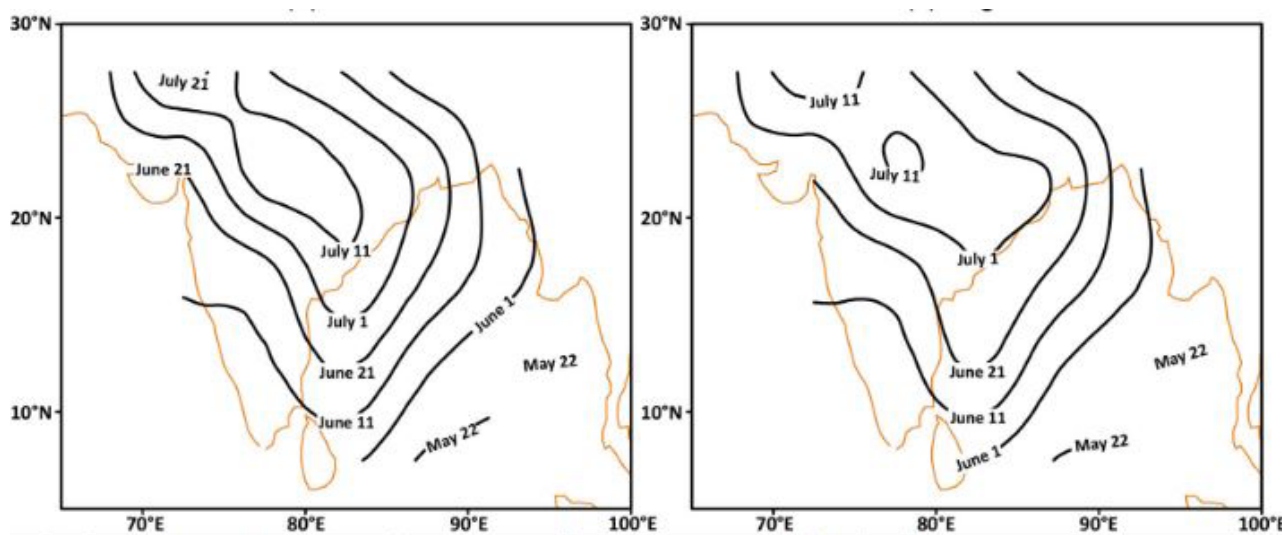 30°N
20°N
10°N
70°E
80°E
90°E
100°E
July 21
June 21
July 11
July 1
June 21
June 11
June 1
May 22
May 22
30°N
20°N
10°N
70°E
80°E
90°E
100°E
July 11
July 11
July 1
June 21
June 11
June 1
May 22
May 22